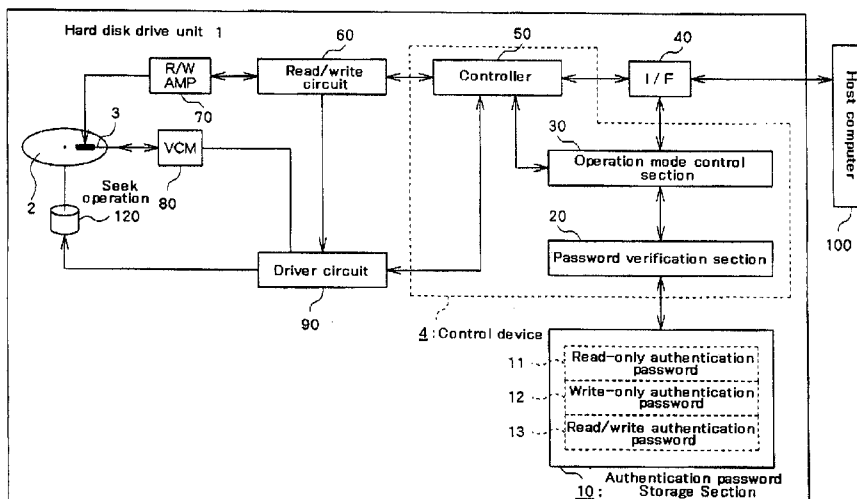 Hard disk drive unit 1
60
50
40
R/W
AMP
Read/write
circuit
Controller
I/F
Host computer
70
3
30
VCM
Operation mode control
section
2
Seek
operation
80
120
20
100
Password verification section
Driver circuit
90
4 : Control device
11
Read-only authentication
password
12
Write-only authentication
password
13
Read/write authentication
password
10 :
Authentication password
Storage Section